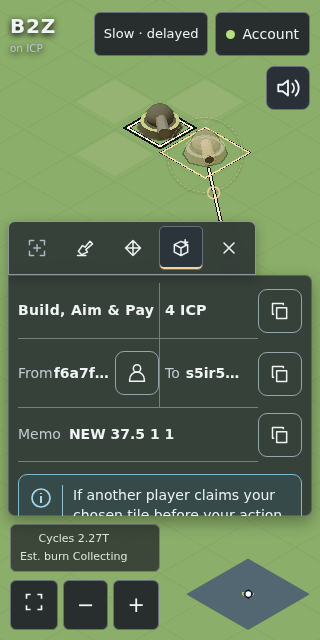 B2Z
on ICP
Slow · delayed
Account
Build, Aim & Pay
4 ICP
From f6a7f...
To s5ir5...
Memo NEW 37.5 1 1
If another player claims your
chosen tile before your action
Cycles 2.27T
Est. burn Collecting